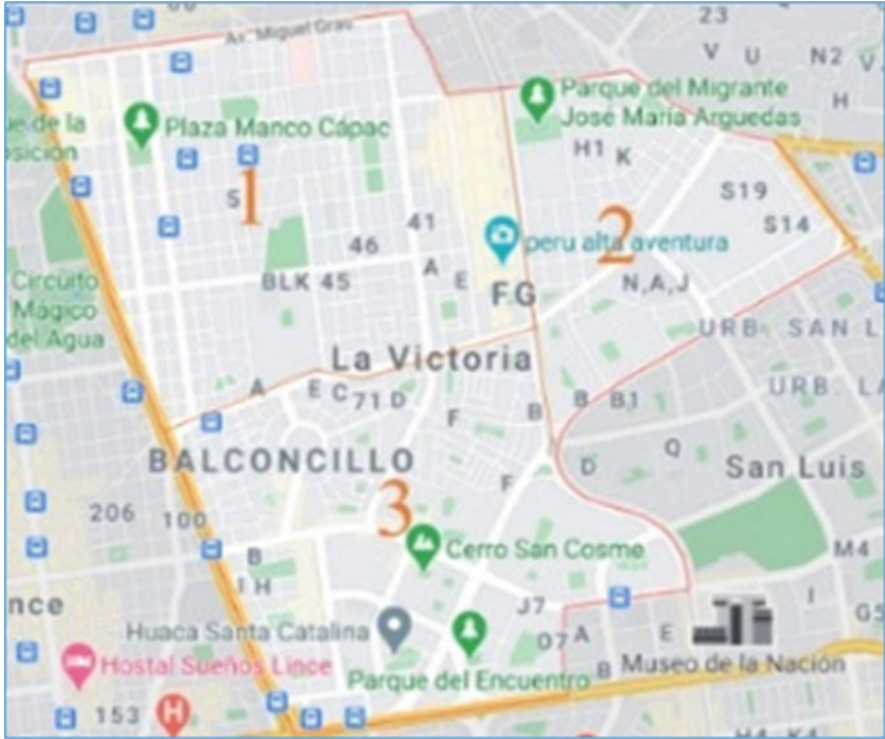 23
Av. Miguel Grau
V U N2 V
Parque del Migrante
José María Arguedas
H
Plaza Manco Cápac
H1 K
S19
1
S
2
S14
41
46
peru alta aventura
A E
BLK 45
N,A,J
F.G
Circuito
Mágico
del Agua
URB. SAN L
La Victoria
A E C 71 D
B B B1
URB. LA
F
BALCONCILLO
Q
D
San Luis
F
3
206 100
Cerro San Cosme
M4
B
I H
nce
J7
I
G5
Huaca Santa Catalina
07 A
E
Hostal Sueños Lince
B
Museo de la Nación
Parque del Encuentro
153
H